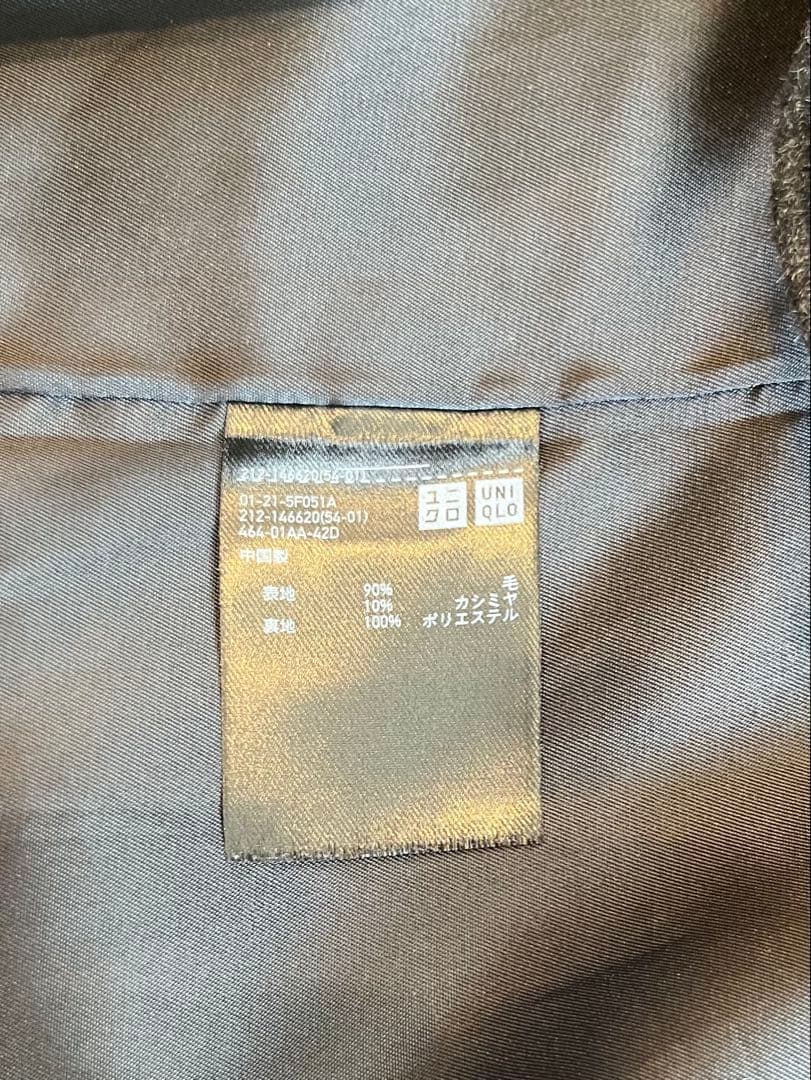 212-146620(54-01)
01-21-5F051A
212-146620(54-01)
464-01AA-42D
ユニクロ
UNIQLO
中国製
表地 90% 毛
10% カシミヤ
裏地 100% ポリエステル